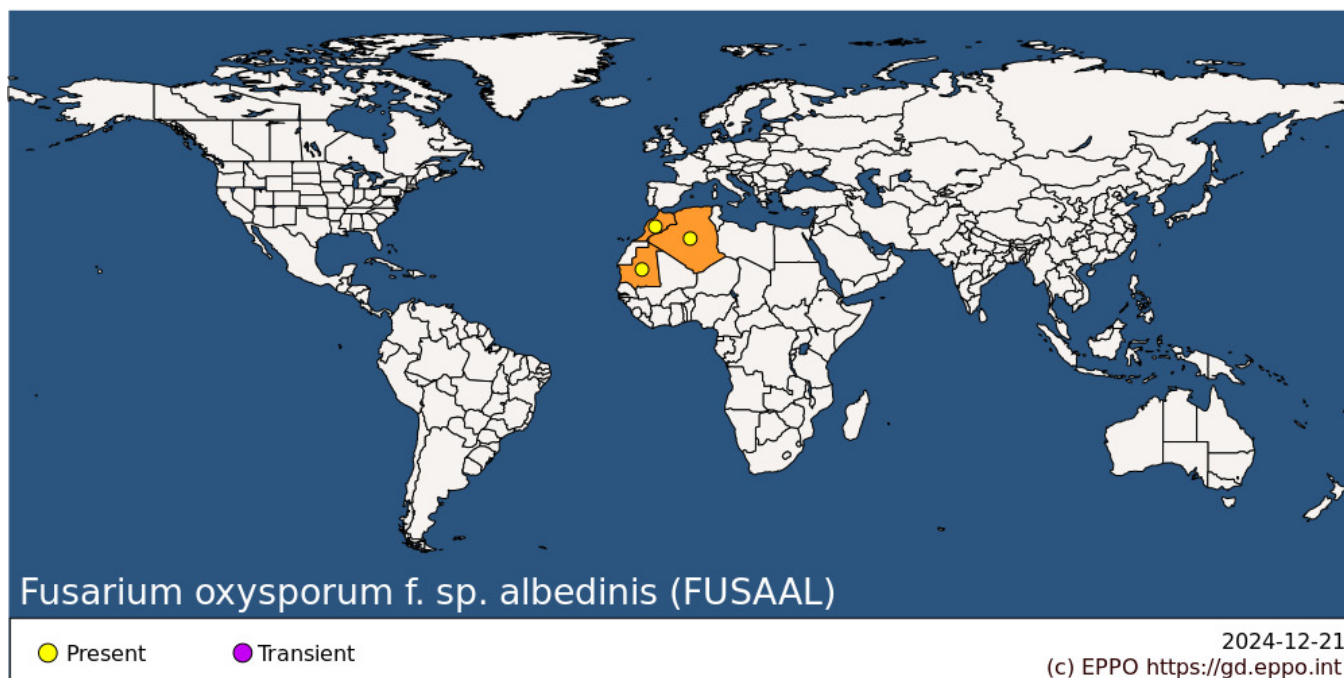 Fusarium oxysporum f. sp. albedinis (FUSAAL)
Present
Transient
2024-12-21
(c) EPPO https://gd.eppo.int